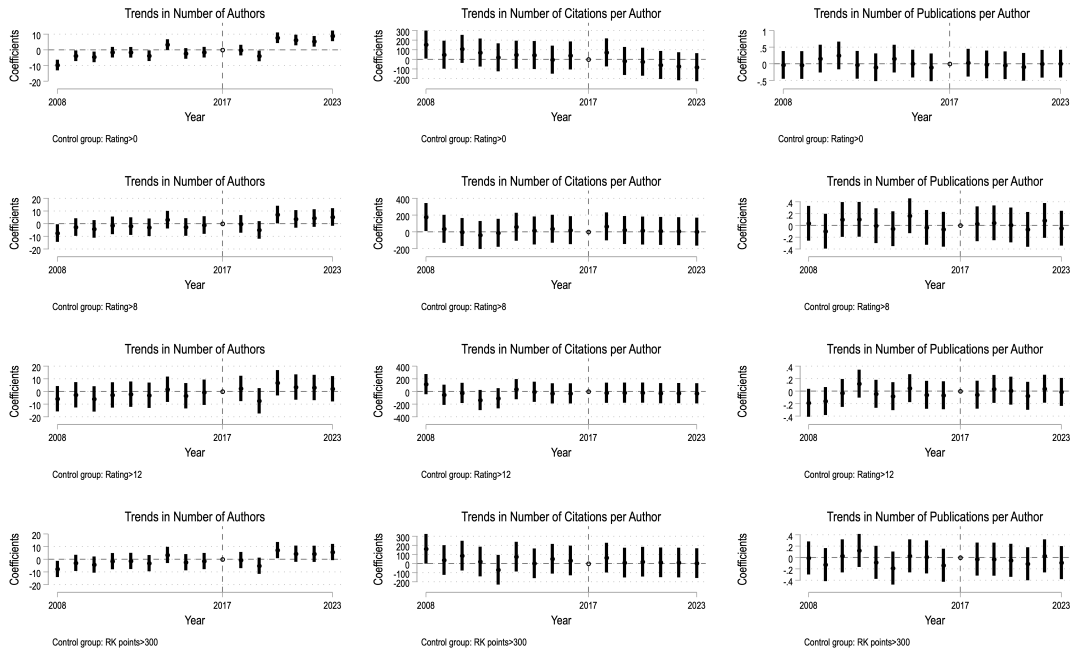 Trends in Number of Authors
Coefficients
10
0
-10
-20
2008
2017
2023
Year
Control group: Rating>0
Trends in Number of Citations per Author
Coefficients
300
200
100
0
-100
-200
2008
2017
2023
Year
Control group: Rating>0
Trends in Number of Publications per Author
Coefficients
1
.5
0
-.5
2008
2017
2023
Year
Control group: Rating>0
Trends in Number of Authors
Coefficients
20
10
0
-10
-20
2008
2017
2023
Year
Control group: Rating>8
Trends in Number of Citations per Author
Coefficients
400
200
0
-200
2008
2017
2023
Year
Control group: Rating>8
Trends in Number of Publications per Author
Coefficients
.4
.2
0
-.2
-.4
2008
2017
2023
Year
Control group: Rating>8
Trends in Number of Authors
Coefficients
20
10
0
-10
-20
2008
2017
2023
Year
Control group: Rating>12
Trends in Number of Citations per Author
Coefficients
400
200
0
-200
-400
2008
2017
2023
Year
Control group: Rating>12
Trends in Number of Publications per Author
Coefficients
.4
.2
0
-.2
-.4
2008
2017
2023
Year
Control group: Rating>12
Trends in Number of Authors
Coefficients
20
10
0
-10
-20
2008
2017
2023
Year
Control group: RK points>300
Trends in Number of Citations per Author
Coefficients
300
200
100
0
-100
-200
2008
2017
2023
Year
Control group: RK points>300
Trends in Number of Publications per Author
Coefficients
.4
.2
0
-.2
-.4
2008
2017
2023
Year
Control group: RK points>300